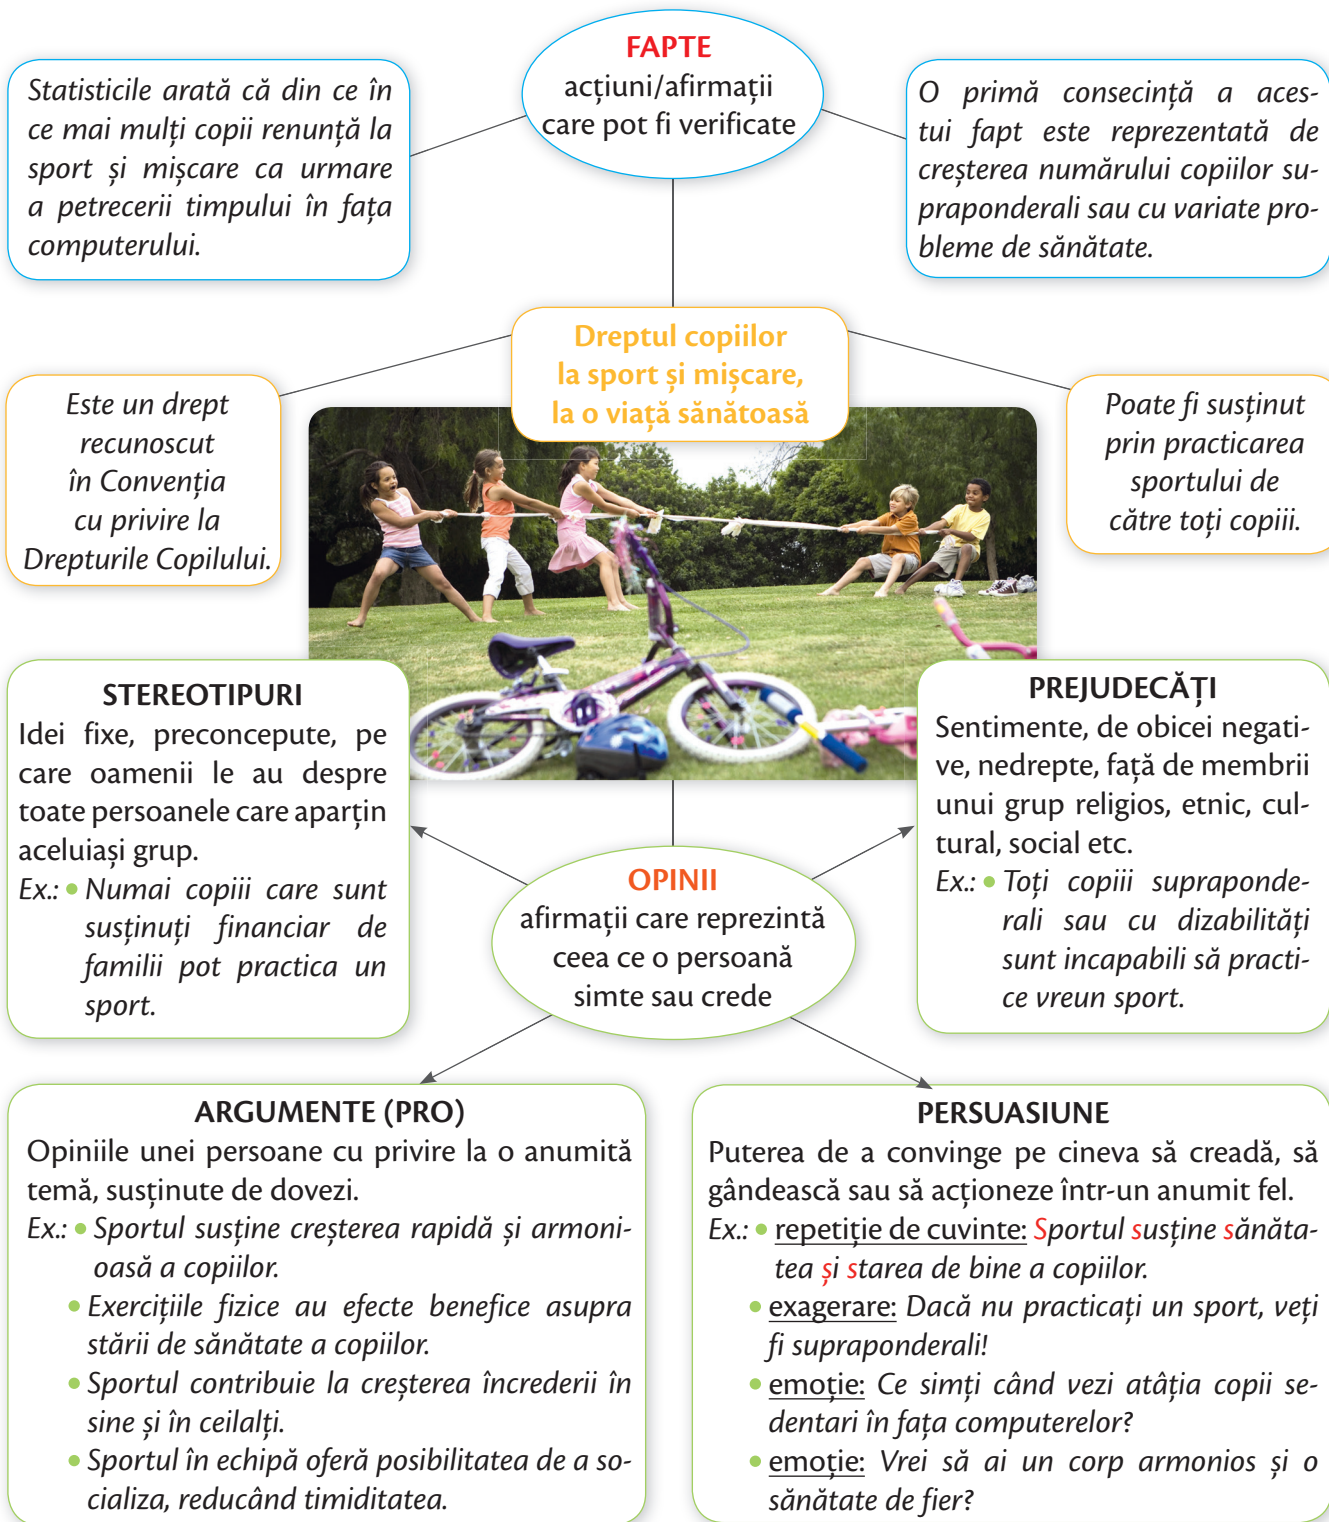 FAPTE
acțiuni/afirmații
care pot fi verificate
Statisticile arată că din ce în
ce mai mulți copii renunță la
sport și mișcare ca urmare
a petrecerii timpului în fața
computerului.
O primă consecință a aces-
tui fapt este reprezentată de
creșterea numărului copiilor su-
praponderali sau cu variate pro-
bleme de sănătate.
Dreptul copiilor
la sport și mișcare,
la o viață sănătoasă
Este un drept
recunoscut
în Convenția
cu privire la
Drepturile Copilului.
Poate fi susținut
prin practicarea
sportului de
către toți copiii.
STEREOTIPURI
Idei fixe, preconcepute, pe
care oamenii le au despre
toate persoanele care aparțin
aceluiași grup.
Ex.: • Numai copiii care sunt
susținuți financiar de
familii pot practica un
sport.
PREJUDECĂȚI
Sentimente, de obicei negati-
ve, nedrepte, față de membrii
unui grup religios, etnic, cul-
tural, social etc.
Ex.: • Toți copiii supraponde-
rali sau cu dizabilități
sunt incapabili să practi-
ce vreun sport.
OPINII
afirmații care reprezintă
ceea ce o persoană
simte sau crede
ARGUMENTE (PRO)
Opiniile unei persoane cu privire la o anumită
temă, susținute de dovezi.
Ex.: • Sportul susține creșterea rapidă și armoni-
oasă a copiilor.
• Exercițiile fizice au efecte benefice asupra
stării de sănătate a copiilor.
• Sportul contribuie la creșterea încrederii în
sine și în ceilalți.
• Sportul în echipă oferă posibilitatea de a so-
cializa, reducând timiditatea.
PERSUASIUNE
Puterea de a convinge pe cineva să creadă, să
gândească sau să acționeze într-un anumit fel.
Ex.: • repetiție de cuvinte: Sportul susține sănăta-
tea și starea de bine a copiilor.
• exagerare: Dacă nu practicați un sport, veți
fi supraponderali!
• emoție: Ce simți când vezi atâția copii se-
dentari în fața computerelor?
• emoție: Vrei să ai un corp armonios și o
sănătate de fier?